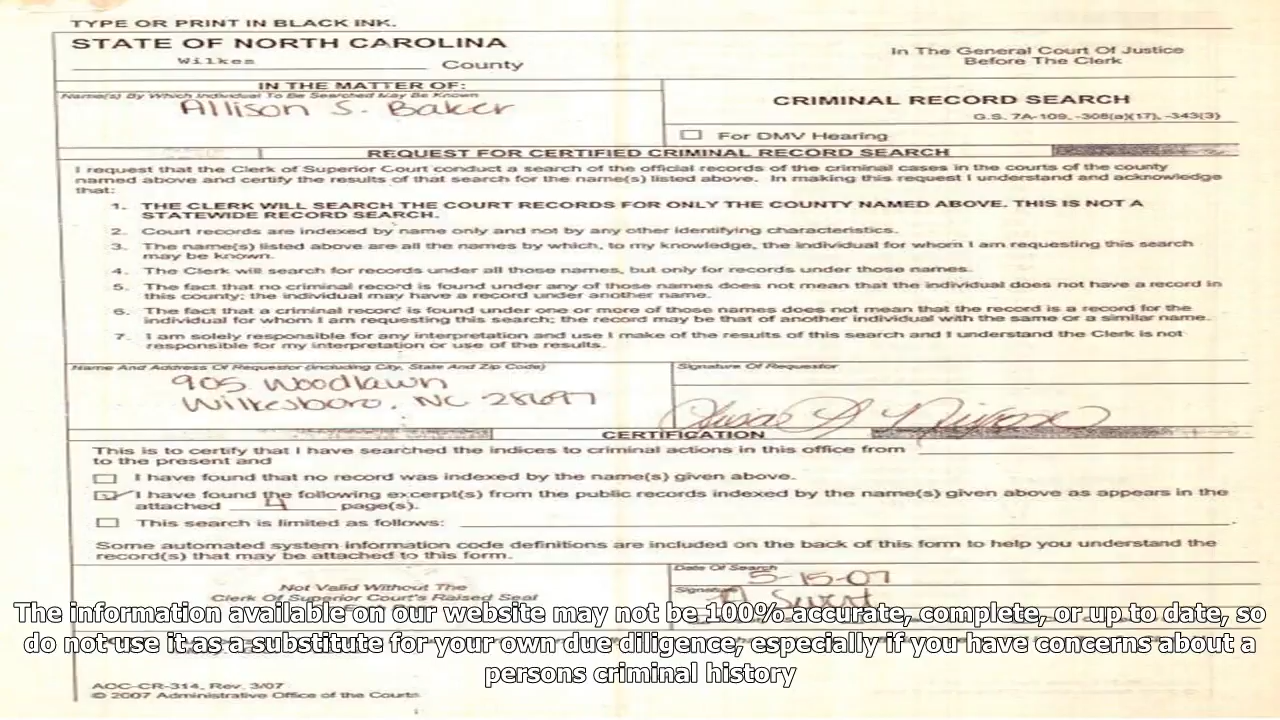 TYPE OR PRINT IN BLACK INK.
STATE OF NORTH CAROLINA
Wilkes
County
In The General Court Of Justice
Before The Clerk
IN THE MATTER OF:
Name(s) By Which Individual To Be Searched May Be Known
Allison S. Baker
CRIMINAL RECORD SEARCH
G.S. 7A-109, -308(a)(17), -343(3)
For DMV Hearing
REQUEST FOR CERTIFIED CRIMINAL RECORD SEARCH
I request that the Clerk of Superior Court conduct a search of the official records of the criminal cases in the courts of the county
named above and certify the results of that search for the name(s) listed above. In making this request I understand and acknowledge
that:
1. THE CLERK WILL SEARCH THE COURT RECORDS FOR ONLY THE COUNTY NAMED ABOVE. THIS IS NOT A
STATEWIDE RECORD SEARCH.
2. Court records are indexed by name only and not by any other identifying characteristics.
3. The name(s) listed above are all the names by which, to my knowledge, the individual for whom I am requesting this search
may be known.
4. The Clerk will search for records under all those names, but only for records under those names.
5. The fact that no criminal record is found under any of those names does not mean that the individual does not have a record in
this county; the individual may have a record under another name.
6. The fact that a criminal record is found under one or more of those names does not mean that the record is a record for the
individual for whom I am requesting this search; the record may be that of another individual with the same or a similar name.
7. I am solely responsible for any interpretation and use I make of the results of this search and I understand the Clerk is not
responsible for my interpretation or use of the results.
Name And Address Of Requestor (Including City, State And Zip Code)
905 Woodlawn
Wilkesboro, NC 28697
Signature Of Requestor
CERTIFICATION
This is to certify that I have searched the indices to criminal actions in this office from
to the present and
I have found that no record was indexed by the name(s) given above.
I have found the following excerpt(s) from the public records indexed by the name(s) given above as appears in the
attached 4 page(s).
This search is limited as follows:
Some automated system information code definitions are included on the back of this form to help you understand the
record(s) that may be attached to this form.
Not Valid Without The
Clerk Of Superior Court's Raised Seal
Date Of Search
5-15-07
Signature
The information available on our website may not be 100% accurate, complete, or up to date, so
do not use it as a substitute for your own due diligence, especially if you have concerns about a
persons criminal history
AOC-CR-314, Rev. 3/07
© 2007 Administrative Office of the Courts